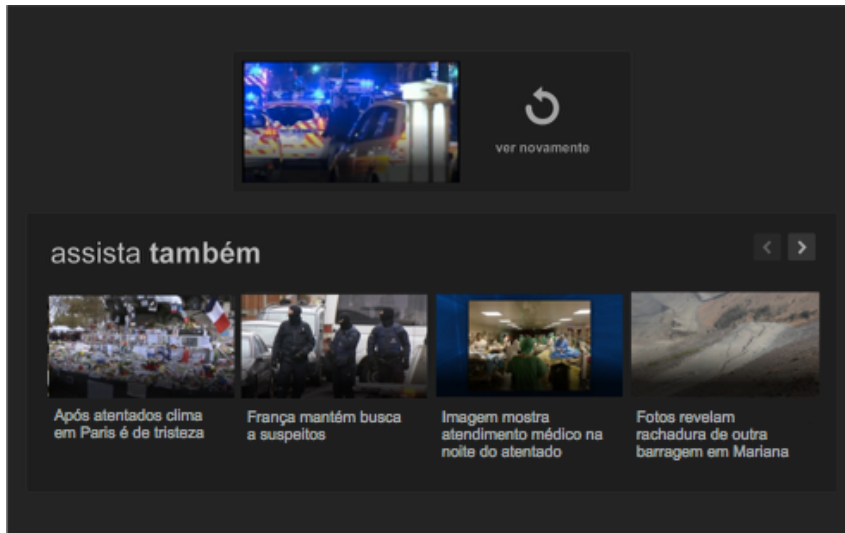 ver novamente
assista também
Após atentados clima
em Paris é de tristeza
França mantém busca
a suspeitos
Imagem mostra
atendimento médico na
noite do atentado
Fotos revelam
rachadura de outra
barragem em Mariana